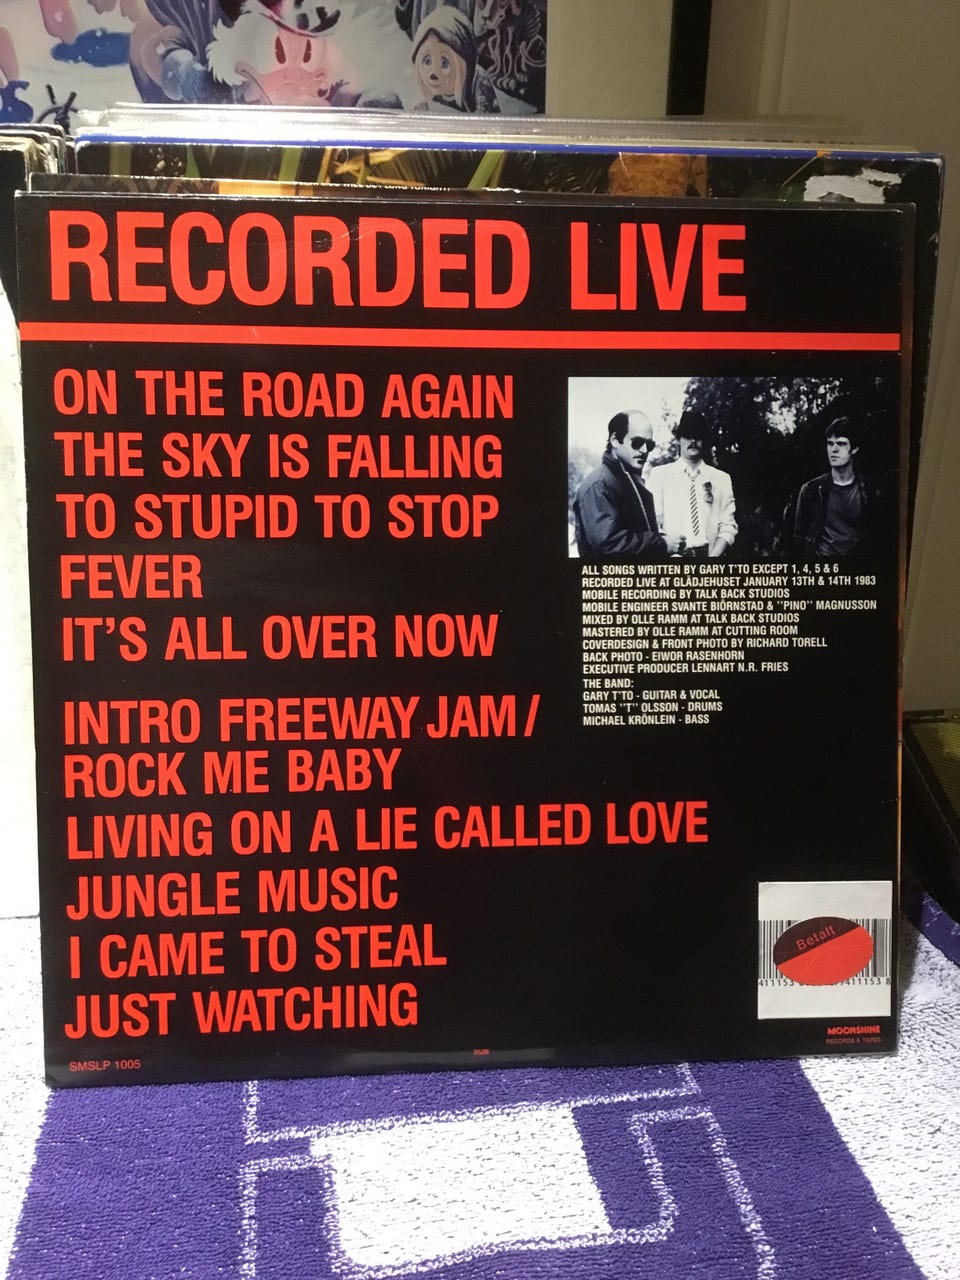 RECORDED LIVE
ON THE ROAD AGAIN
THE SKY IS FALLING
TO STUPID TO STOP
FEVER
IT'S ALL OVER NOW
INTRO FREEWAY JAM/
ROCK ME BABY
LIVING ON A LIE CALLED LOVE
JUNGLE MUSIC
I CAME TO STEAL
JUST WATCHING
ALL SONGS WRITTEN BY GARY T'TO EXCEPT 1, 4, 5 & 6
RECORDED LIVE AT GLÄDJEHUSET JANUARY 13TH & 14TH 1983
MOBILE RECORDING BY TALK BACK STUDIOS
MOBILE ENGINEER SVANTE BIÖRNSTAD & "PINO" MAGNUSSON
MIXED BY OLLE RAMM AT TALK BACK STUDIOS
MASTERED BY OLLE RAMM AT CUTTING ROOM
COVERDESIGN & FRONT PHOTO BY RICHARD TORELL
BACK PHOTO - EIWOR RASENHORN
EXECUTIVE PRODUCER LENNART N.R. FRIES
THE BAND:
GARY T'TO - GUITAR & VOCAL
TOMAS "T" OLSSON - DRUMS
MICHAEL KRÖNLEIN - BASS
Betalt
411153 411153 8
MOONSHINE
RECORDS & TAPES
SMSLP 1005